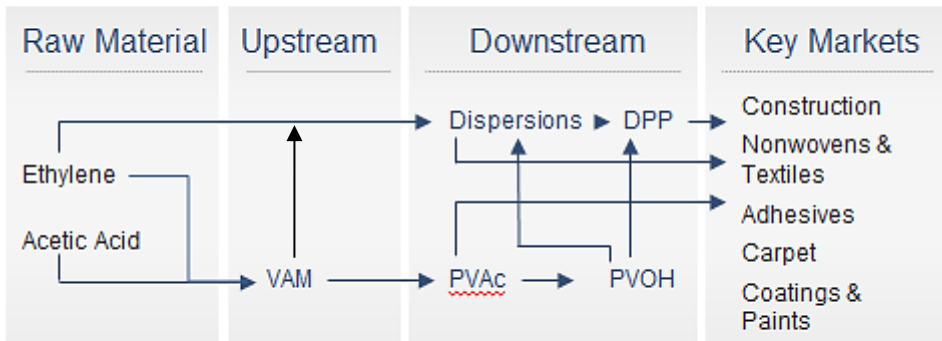 Raw Material
Upstream
Downstream
Key Markets
Ethylene
Acetic Acid
VAM
Dispersions
DPP
PVAc
PVOH
Construction
Nonwovens &
Textiles
Adhesives
Carpet
Coatings &
Paints